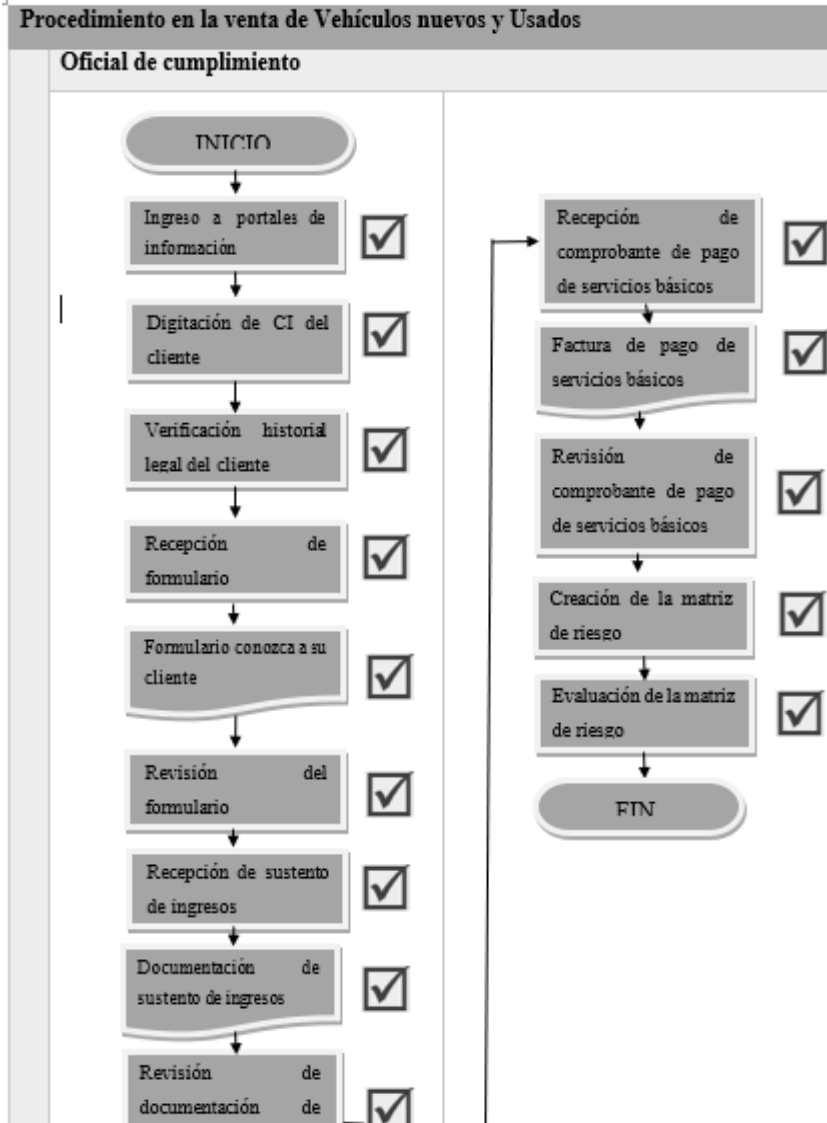 Procedimiento en la venta de Vehículos nuevos y Usados
Oficial de cumplimiento
INICIO
Ingreso a portales de
información
Digitación de CI del
cliente
Verificación historial
legal del cliente
Recepción de
formulario
Formulario conozca a su
cliente
Revisión del
formulario
Recepción de sustento
de ingresos
Documentación de
sustento de ingresos
Revisión de
documentación de
Recepción de
comprobante de pago
de servicios básicos
Factura de pago de
servicios básicos
Revisión de
comprobante de pago
de servicios básicos
Creación de la matriz
de riesgo
Evaluación de la matriz
de riesgo
FIN